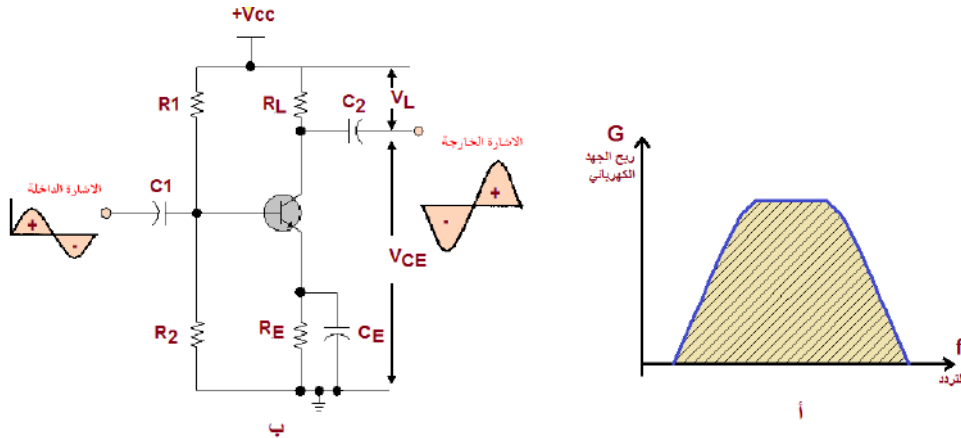 +Vcc
R1
RL
C2
VL
الاشارة الخارجة
الاشارة الداخلة
C1
+
-
-
+
VCE
R2
RE
CE
ب
G
ربح الجهد
الكهربائي
f
التردد
أ